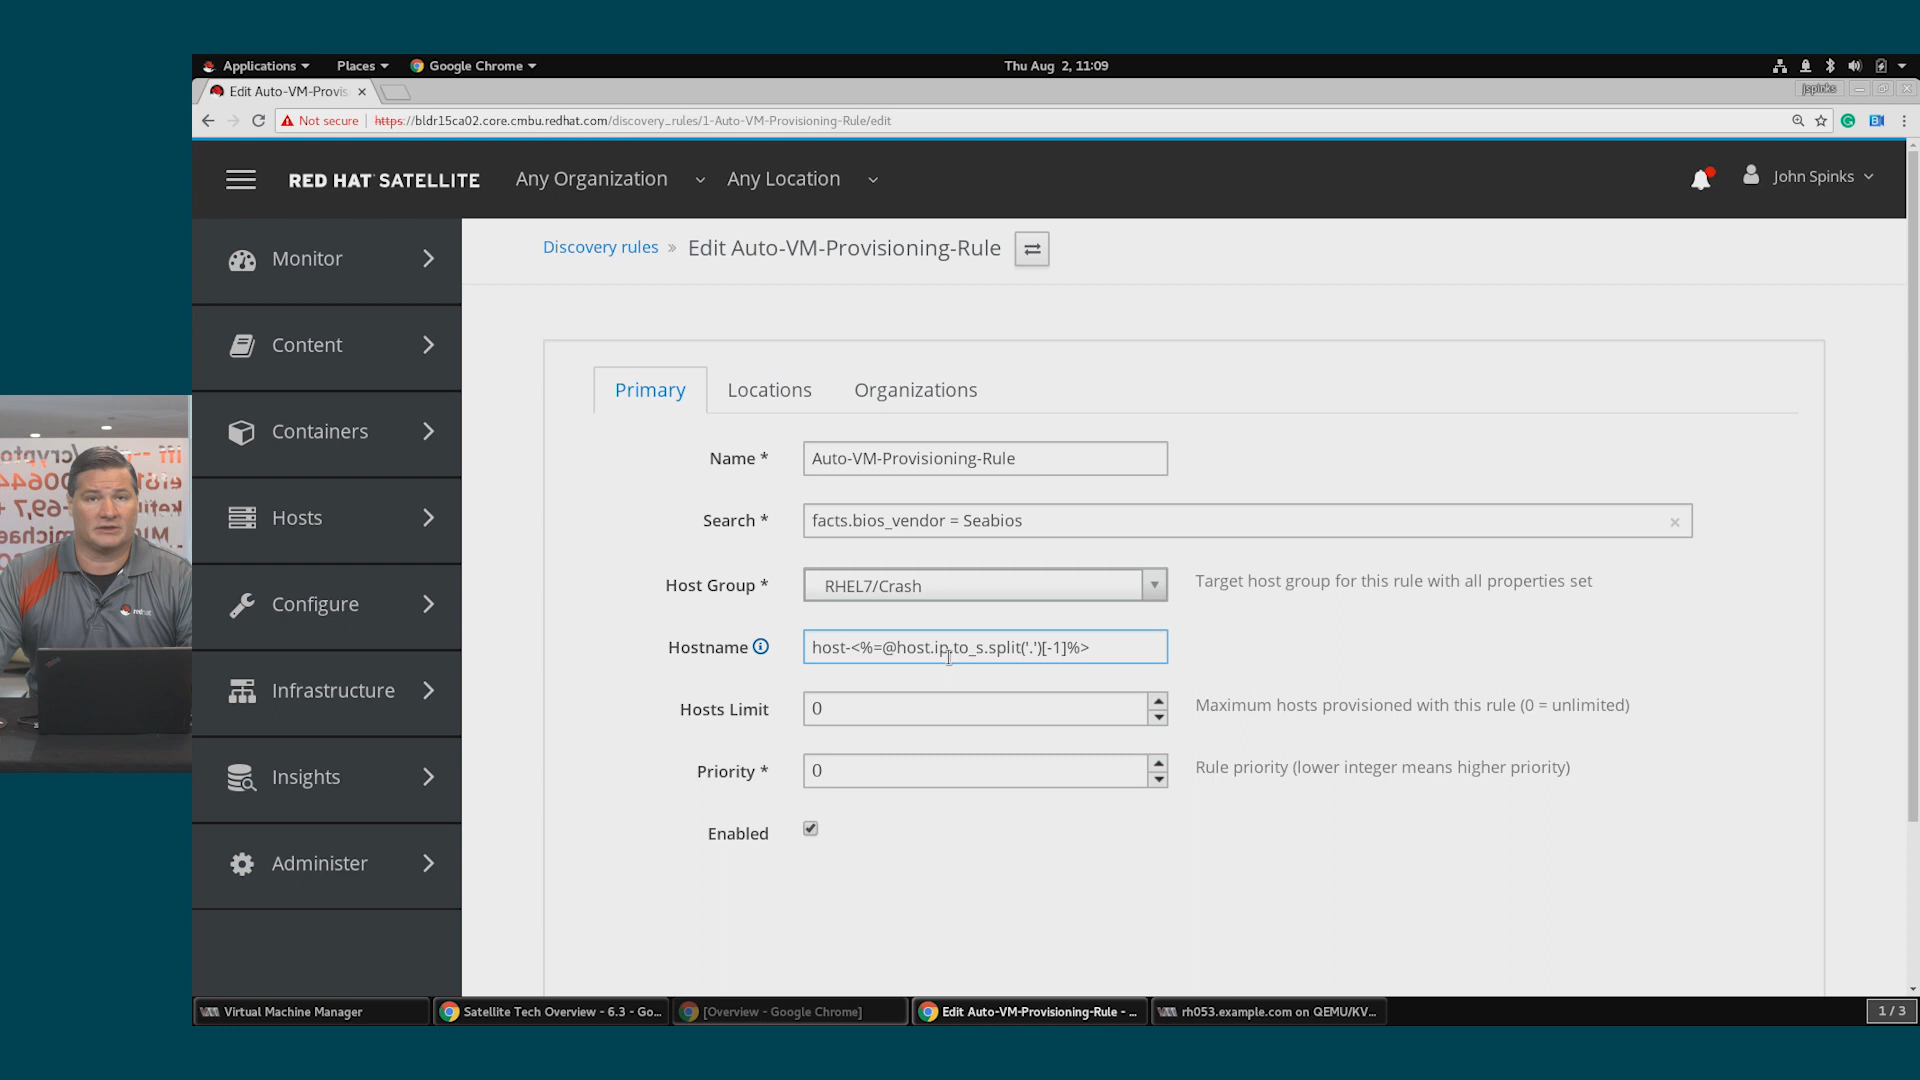 Applications Places Google Chrome Thu Aug 2, 11:09
Edit Auto-VM-Provis jspinks
Not secure https://bldr15ca02.core.cmbu.redhat.com/discovery_rules/1-Auto-VM-Provisioning-Rule/edit
RED HAT SATELLITE Any Organization Any Location John Spinks
Monitor
Content
Containers
Hosts
Configure
Infrastructure
Insights
Administer
Discovery rules » Edit Auto-VM-Provisioning-Rule
Primary Locations Organizations
Name * Auto-VM-Provisioning-Rule
Search * facts.bios_vendor = Seabios
Host Group * RHEL7/Crash Target host group for this rule with all properties set
Hostname host-<%=@host.ip.to_s.split('.')[-1]%>
Hosts Limit 0 Maximum hosts provisioned with this rule (0 = unlimited)
Priority * 0 Rule priority (lower integer means higher priority)
Enabled
redhat
Virtual Machine Manager Satellite Tech Overview - 6.3 - Go... [Overview - Google Chrome] Edit Auto-VM-Provisioning-Rule - ... rh053.example.com on QEMU/KV... 1 / 3